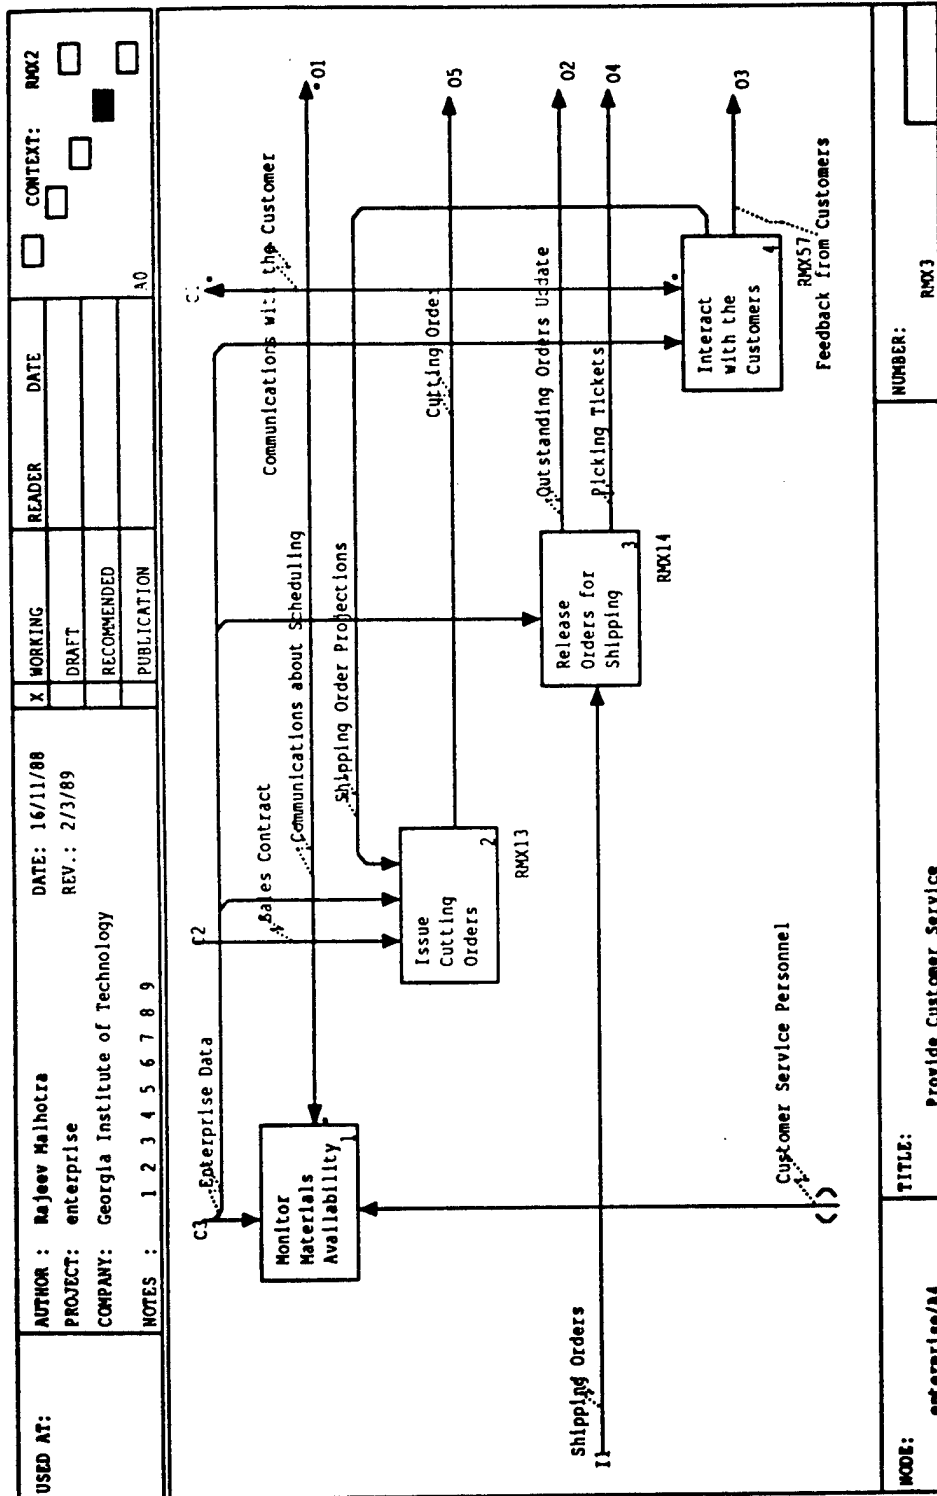 USED AT:
AUTHOR : Rajeev Malhotra
DATE: 16/11/88
X WORKING
READER
DATE
CONTEXT:
RMX2
PROJECT: enterprise
REV.: 2/3/89
DRAFT
COMPANY: Georgia Institute of Technology
RECOMMENDED
NOTES : 1 2 3 4 5 6 7 8 9
PUBLICATION
A0
C3
Enterprise Data
C2
Sales Contract
Communications about Scheduling
Communications with the Customer
O1
Shipping Order Projections
Monitor
Materials
Availability
1
Issue
Cutting
Orders
2
RMX13
Cutting Order
O5
Outstanding Orders Update
O2
Picking Tickets
O4
Release
Orders for
Shipping
3
RMX14
Interact
with the
Customers
4
RMX57
O3
Feedback from Customers
Shipping Orders
I1
Customer Service Personnel
( )
NODE:
enterprise/A4
TITLE:
Provide Customer Service
NUMBER:
RMX3